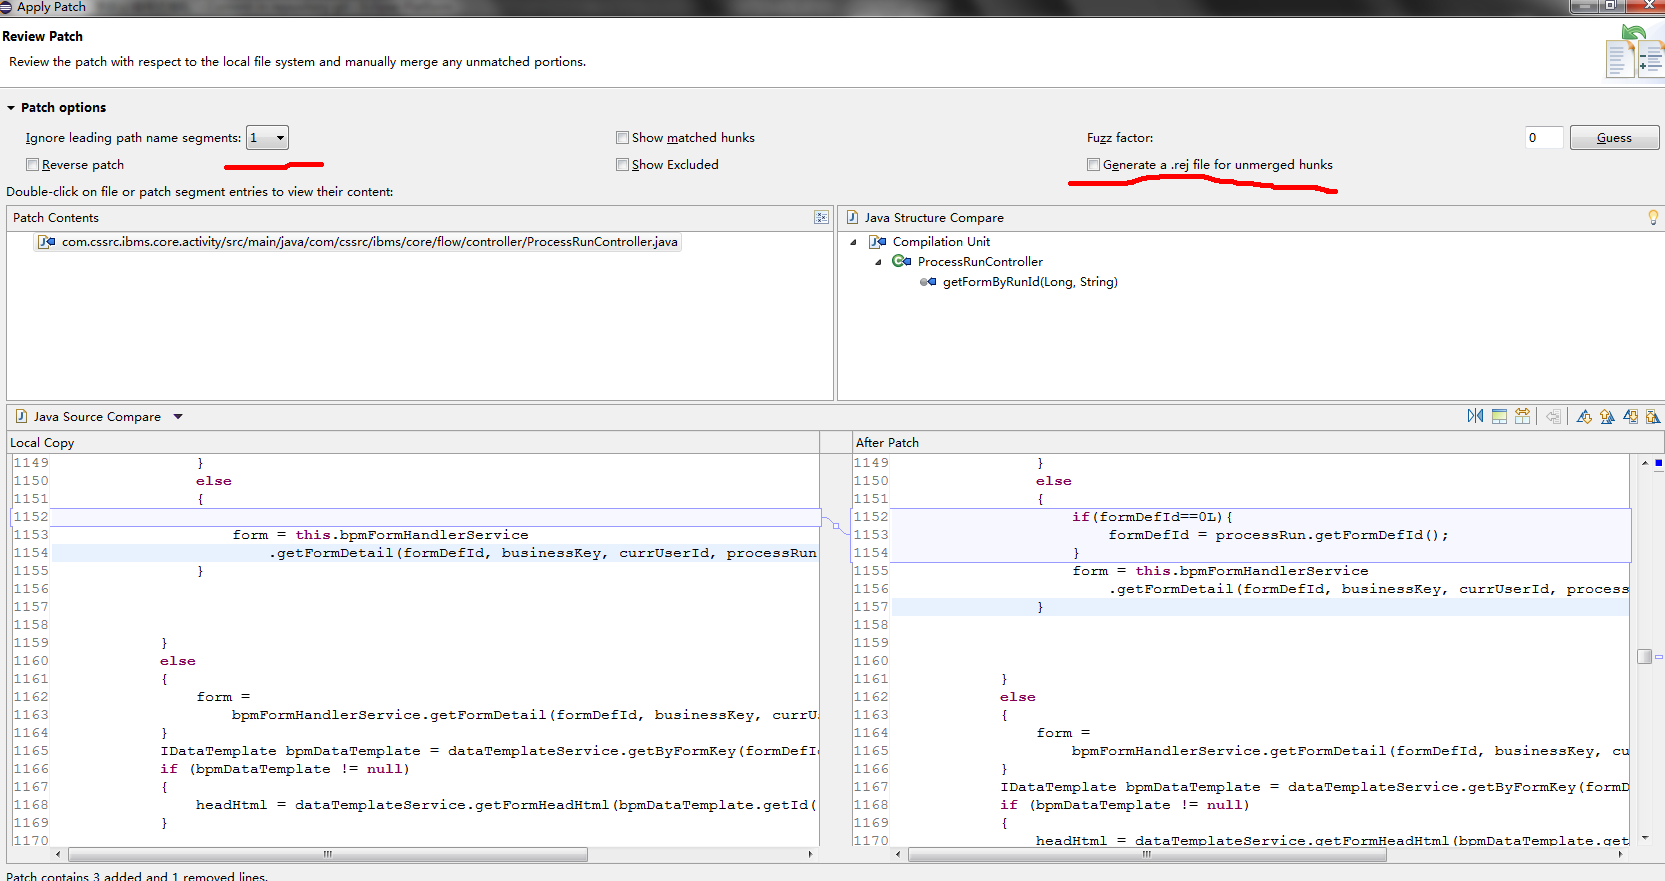 Apply Patch
Review Patch
Review the patch with respect to the local file system and manually merge any unmatched portions.
Patch options
Ignore leading path name segments: 1
Show matched hunks
Fuzz factor: 0 Guess
Reverse patch
Show Excluded
Generate a .rej file for unmerged hunks
Double-click on file or patch segment entries to view their content:
Patch Contents
com.cssrc.ibms.core.activity/src/main/java/com/cssrc/ibms/core/flow/controller/ProcessRunController.java
Java Structure Compare
Compilation Unit
ProcessRunController
getFormByRunId(Long, String)
Java Source Compare
Local Copy
1149 }
1150 else
1151 {
1152
1153 form = this.bpmFormHandlerService
1154 .getFormDetail(formDefId, businessKey, currUserId, processRun
1155 }
1156
1157
1158
1159 }
1160 else
1161 {
1162 form =
1163 bpmFormHandlerService.getFormDetail(formDefId, businessKey, currU
1164 }
1165 IDataTemplate bpmDataTemplate = dataTemplateService.getByFormKey(formDefI
1166 if (bpmDataTemplate != null)
1167 {
1168 headHtml = dataTemplateService.getFormHeadHtml(bpmDataTemplate.getId(
1169 }
1170
After Patch
1149 }
1150 else
1151 {
1152 if(formDefId==0L){
1153 formDefId = processRun.getFormDefId();
1154 }
1155 form = this.bpmFormHandlerService
1156 .getFormDetail(formDefId, businessKey, currUserId, process
1157 }
1158
1159
1160
1161 }
1162 else
1163 {
1164 form =
1165 bpmFormHandlerService.getFormDetail(formDefId, businessKey, cu
1166 }
1167 IDataTemplate bpmDataTemplate = dataTemplateService.getByFormKey(formD
1168 if (bpmDataTemplate != null)
1169 {
1170 headHtml = dataTemplateService.getFormHeadHtml(bpmDataTemplate.get
Patch contains 3 added and 1 removed lines.